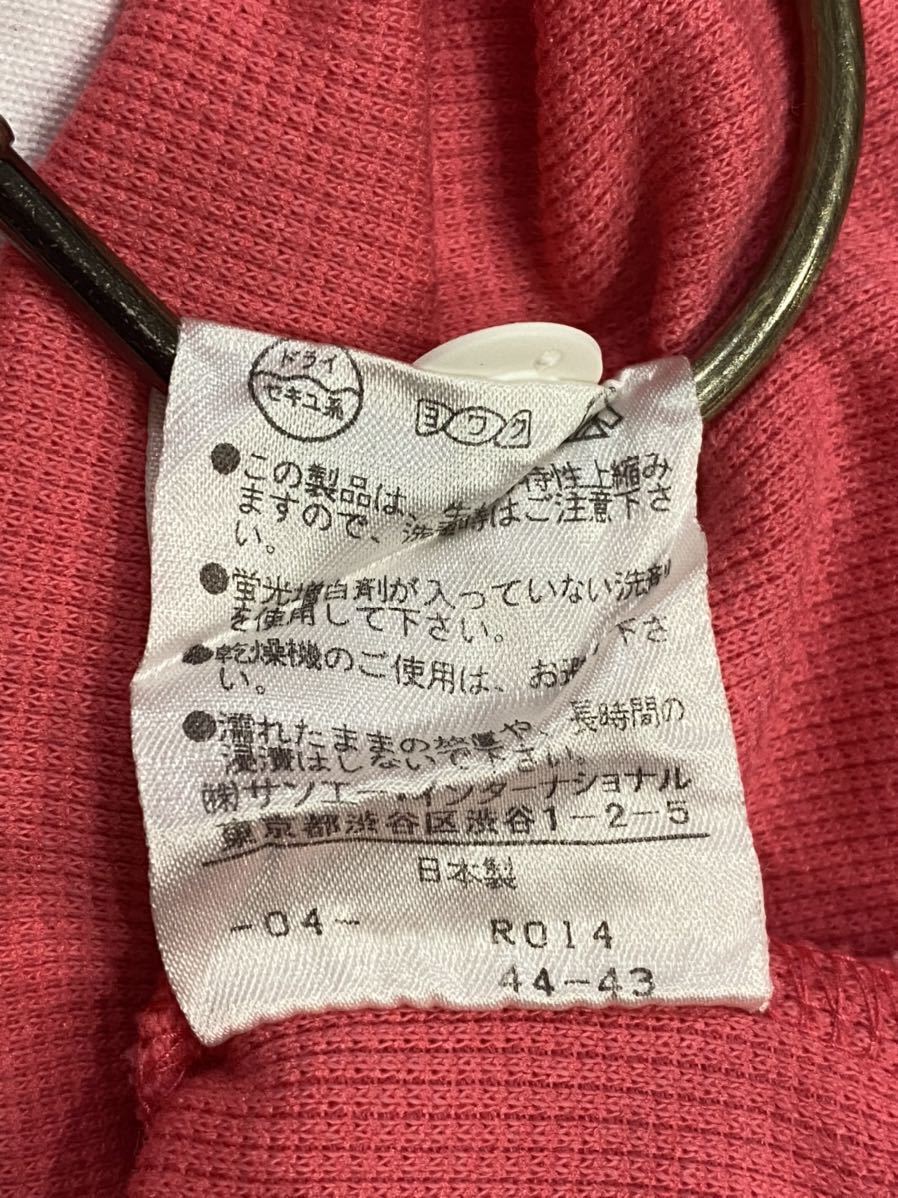 ドライ
セキユ系
ヨワク
●この製品は、 特性上縮み
ますので、洗濯時はご注意下さ
い。
●蛍光増白剤が入っていない洗剤
を使用して下さい。
●乾燥機のご使用は、お避 下さ
い。
●濡れたままの放置や、長時間の
浸漬はしないで下さい。
㈱サンエー・インターナショナル
東京都渋谷区渋谷1-2-5
日本製
-04- R014
44-43